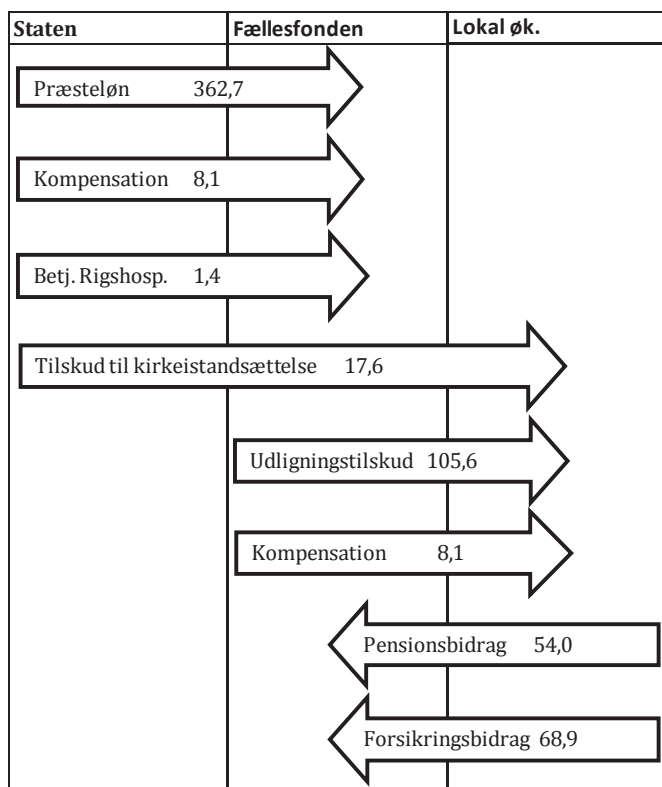 Staten Fællesfonden Lokal øk.
Præsteløn 362,7
Kompensation 8,1
Betj. Rigshosp. 1,4
Tilskud til kirkeistandsættelse 17,6
Udligningstilskud 105,6
Kompensation 8,1
Pensionsbidrag 54,0
Forsikringsbidrag 68,9